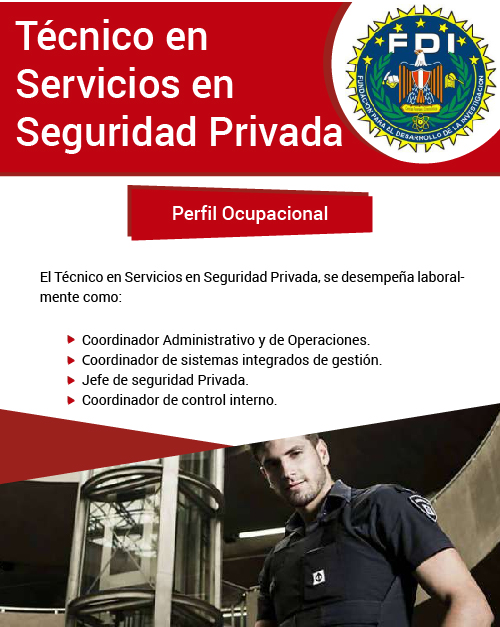 Técnico en
Servicios en
Seguridad Privada
FDI
FUNDACION PARA EL DESARROLLO DE LA INVESTIGACION
Perfil Ocupacional
El Técnico en Servicios en Seguridad Privada, se desempeña laboral-
mente como:
Coordinador Administrativo y de Operaciones.
Coordinador de sistemas integrados de gestión.
Jefe de seguridad Privada.
Coordinador de control interno.